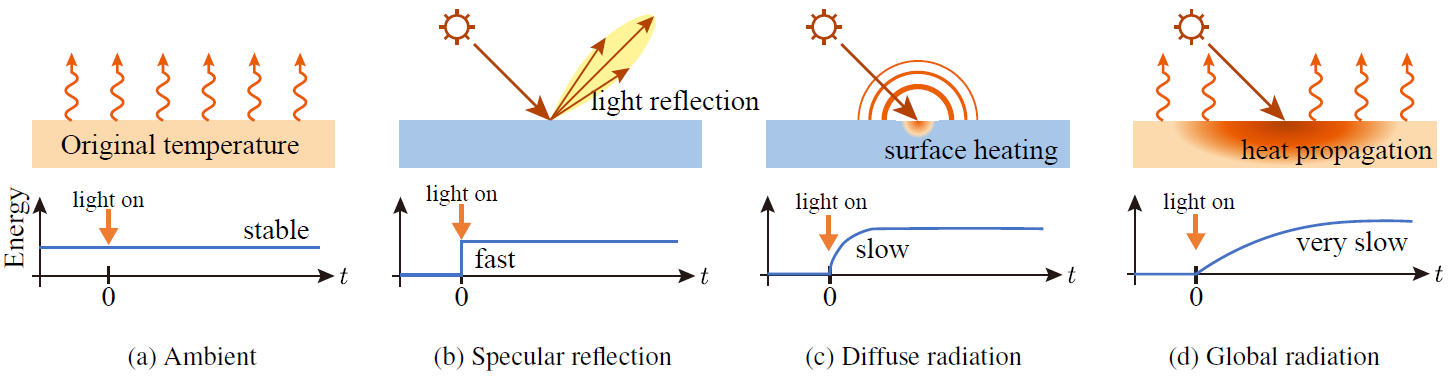 light reflection
Original temperature
surface heating
heat propagation
Energy
light on
stable
t
0
light on
fast
t
0
light on
slow
t
0
light on
very slow
t
0
(a) Ambient
(b) Specular reflection
(c) Diffuse radiation
(d) Global radiation